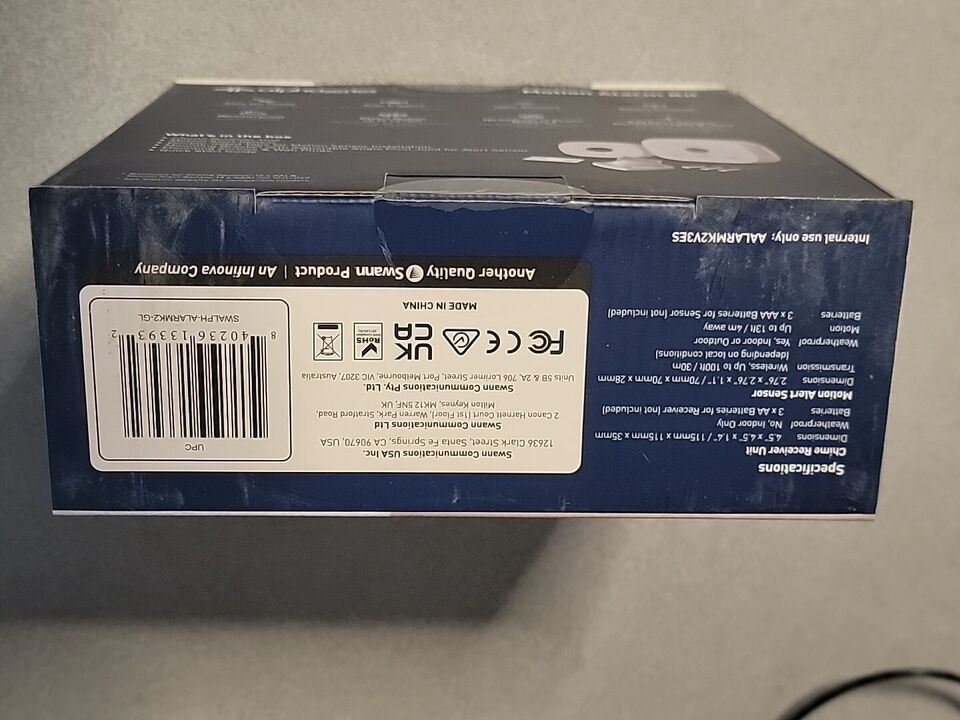 Specifications
Chime Receiver Unit
Dimensions 4.5" x 4.5" x 1.4" / 115mm x 115mm x 35mm
Weatherproof No, Indoor Only
Batteries 3 x AA Batteries for Receiver (not included)
Motion Alert Sensor
Dimensions 2.76" x 2.76" x 1.1" / 70mm x 70mm x 28mm
Transmission Wireless, Up to 100ft / 30m
(depending on local conditions)
Weatherproof Yes, Indoor or Outdoor
Motion Up to 13ft / 4m away
Batteries 3 x AAA Batteries for Sensor (not included)
Internal use only: AALARMK2V3ES
Swann Communications USA Inc.
12636 Clark Street, Santa Fe Springs, CA 90670, USA
Swann Communications Ltd
2 Canon Harnett Court (1st Floor), Warren Park, Stratford Road,
Milton Keynes, MK12 5NF, UK
Swann Communications Pty. Ltd.
Units 5B & 2A, 706 Lorimer Street, Port Melbourne, VIC 3207, Australia
FC CE UK CA RoHS
MADE IN CHINA
Another Quality Swann Product | An Infinova Company
UPC
8 40236 13393 2
SWALPH-ALARMK2-GL
What's in the box